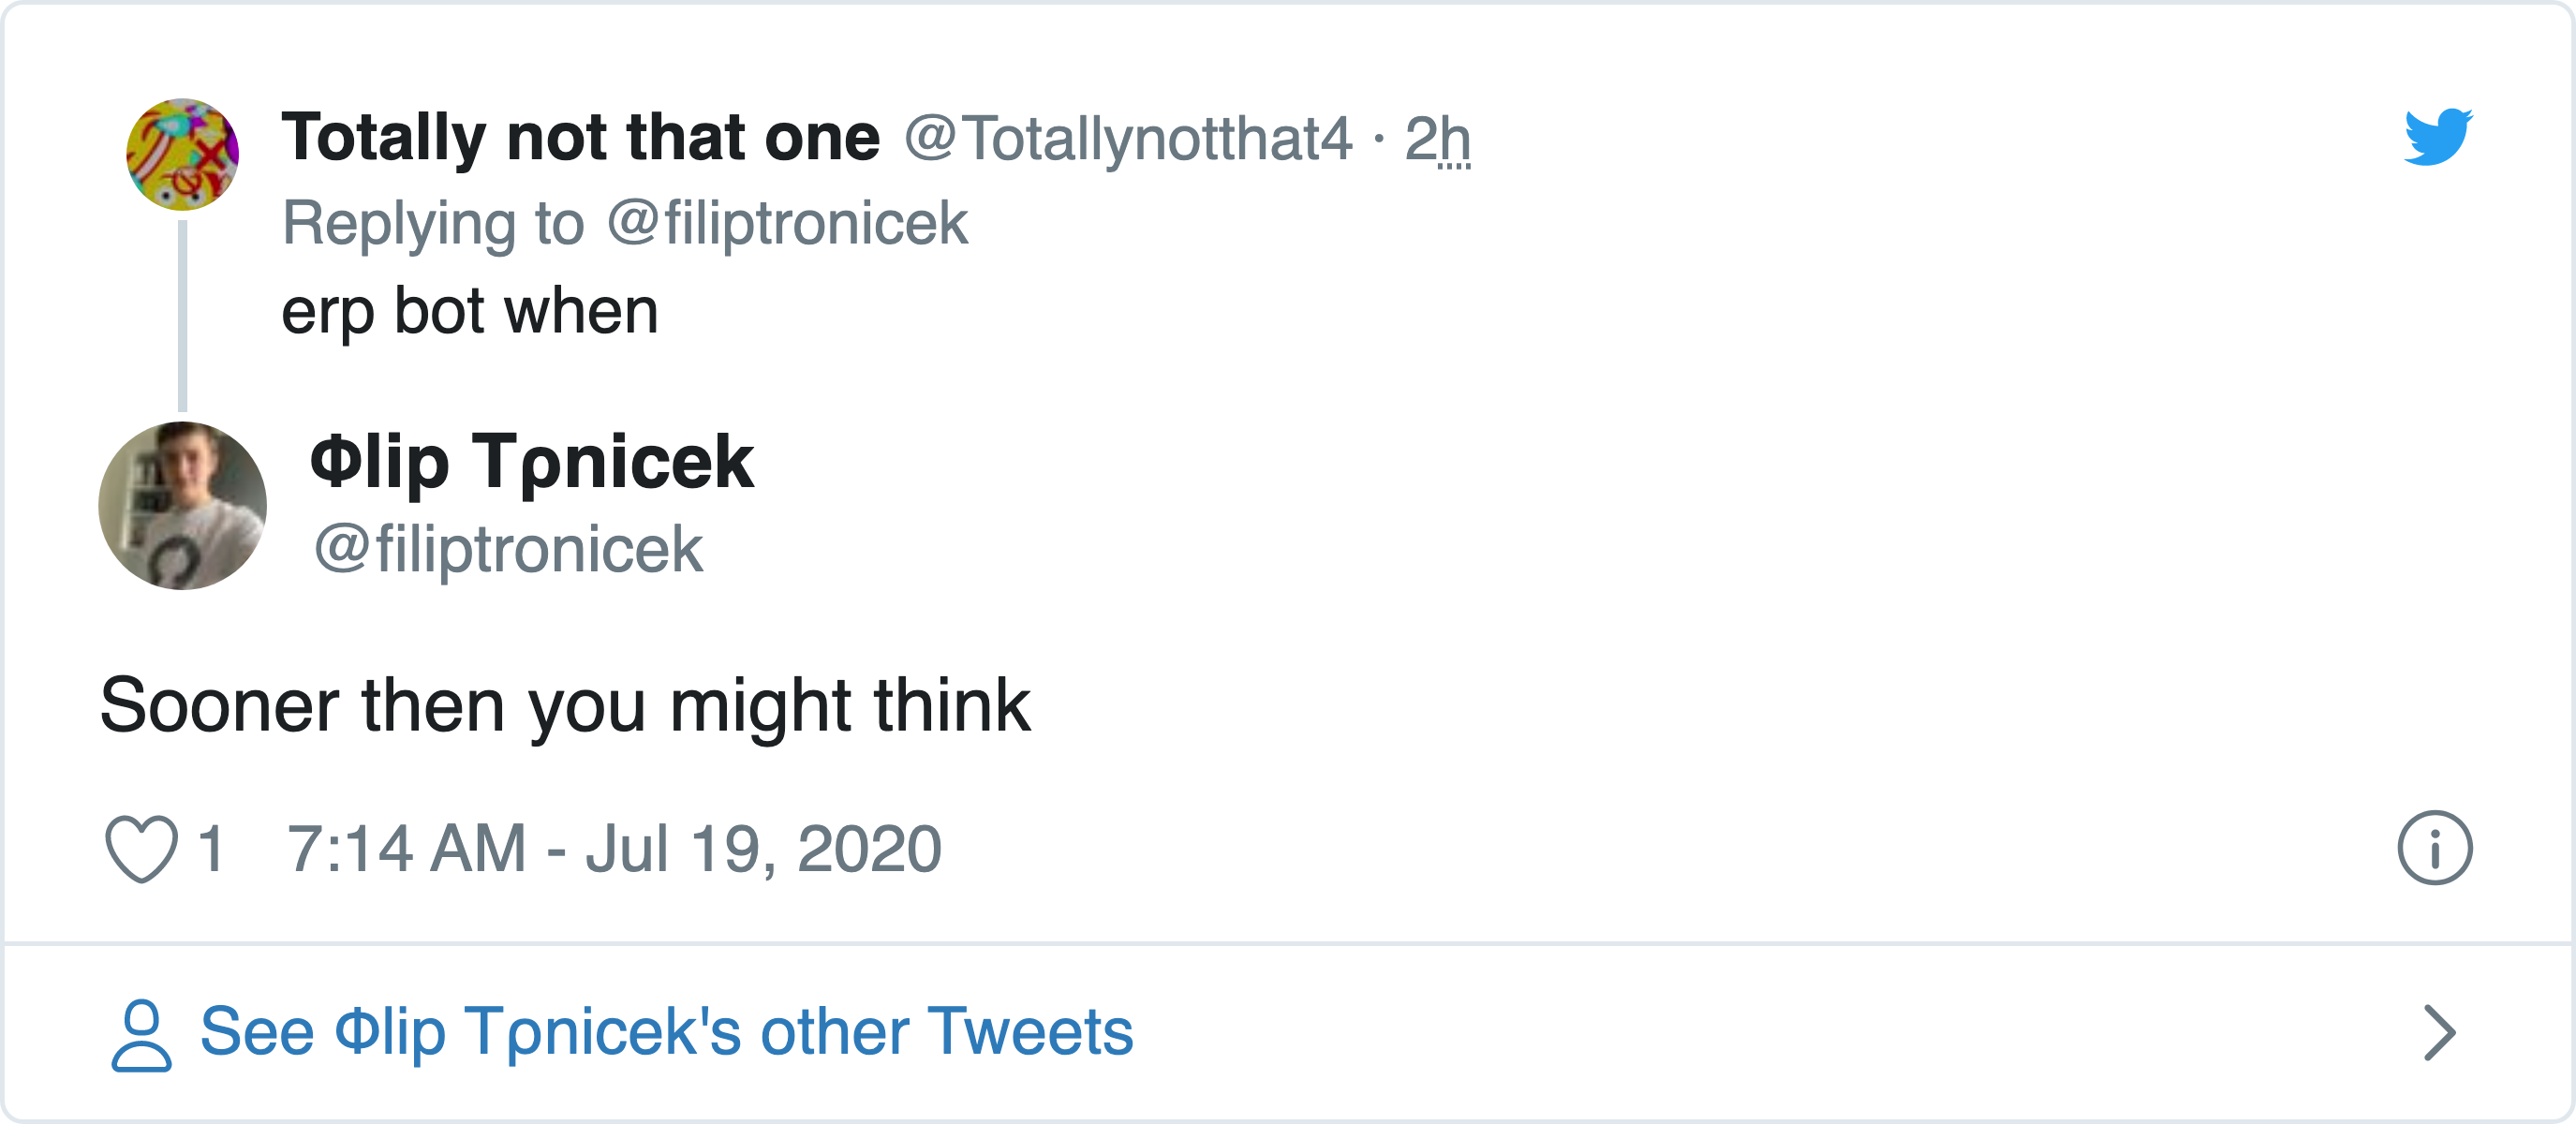 Totally not that one @Totallynotthat4 · 2h
Replying to @filiptronicek
erp bot when
Φlip Tρnicek
@filiptronicek
Sooner then you might think
1 7:14 AM - Jul 19, 2020
See Φlip Tρnicek's other Tweets